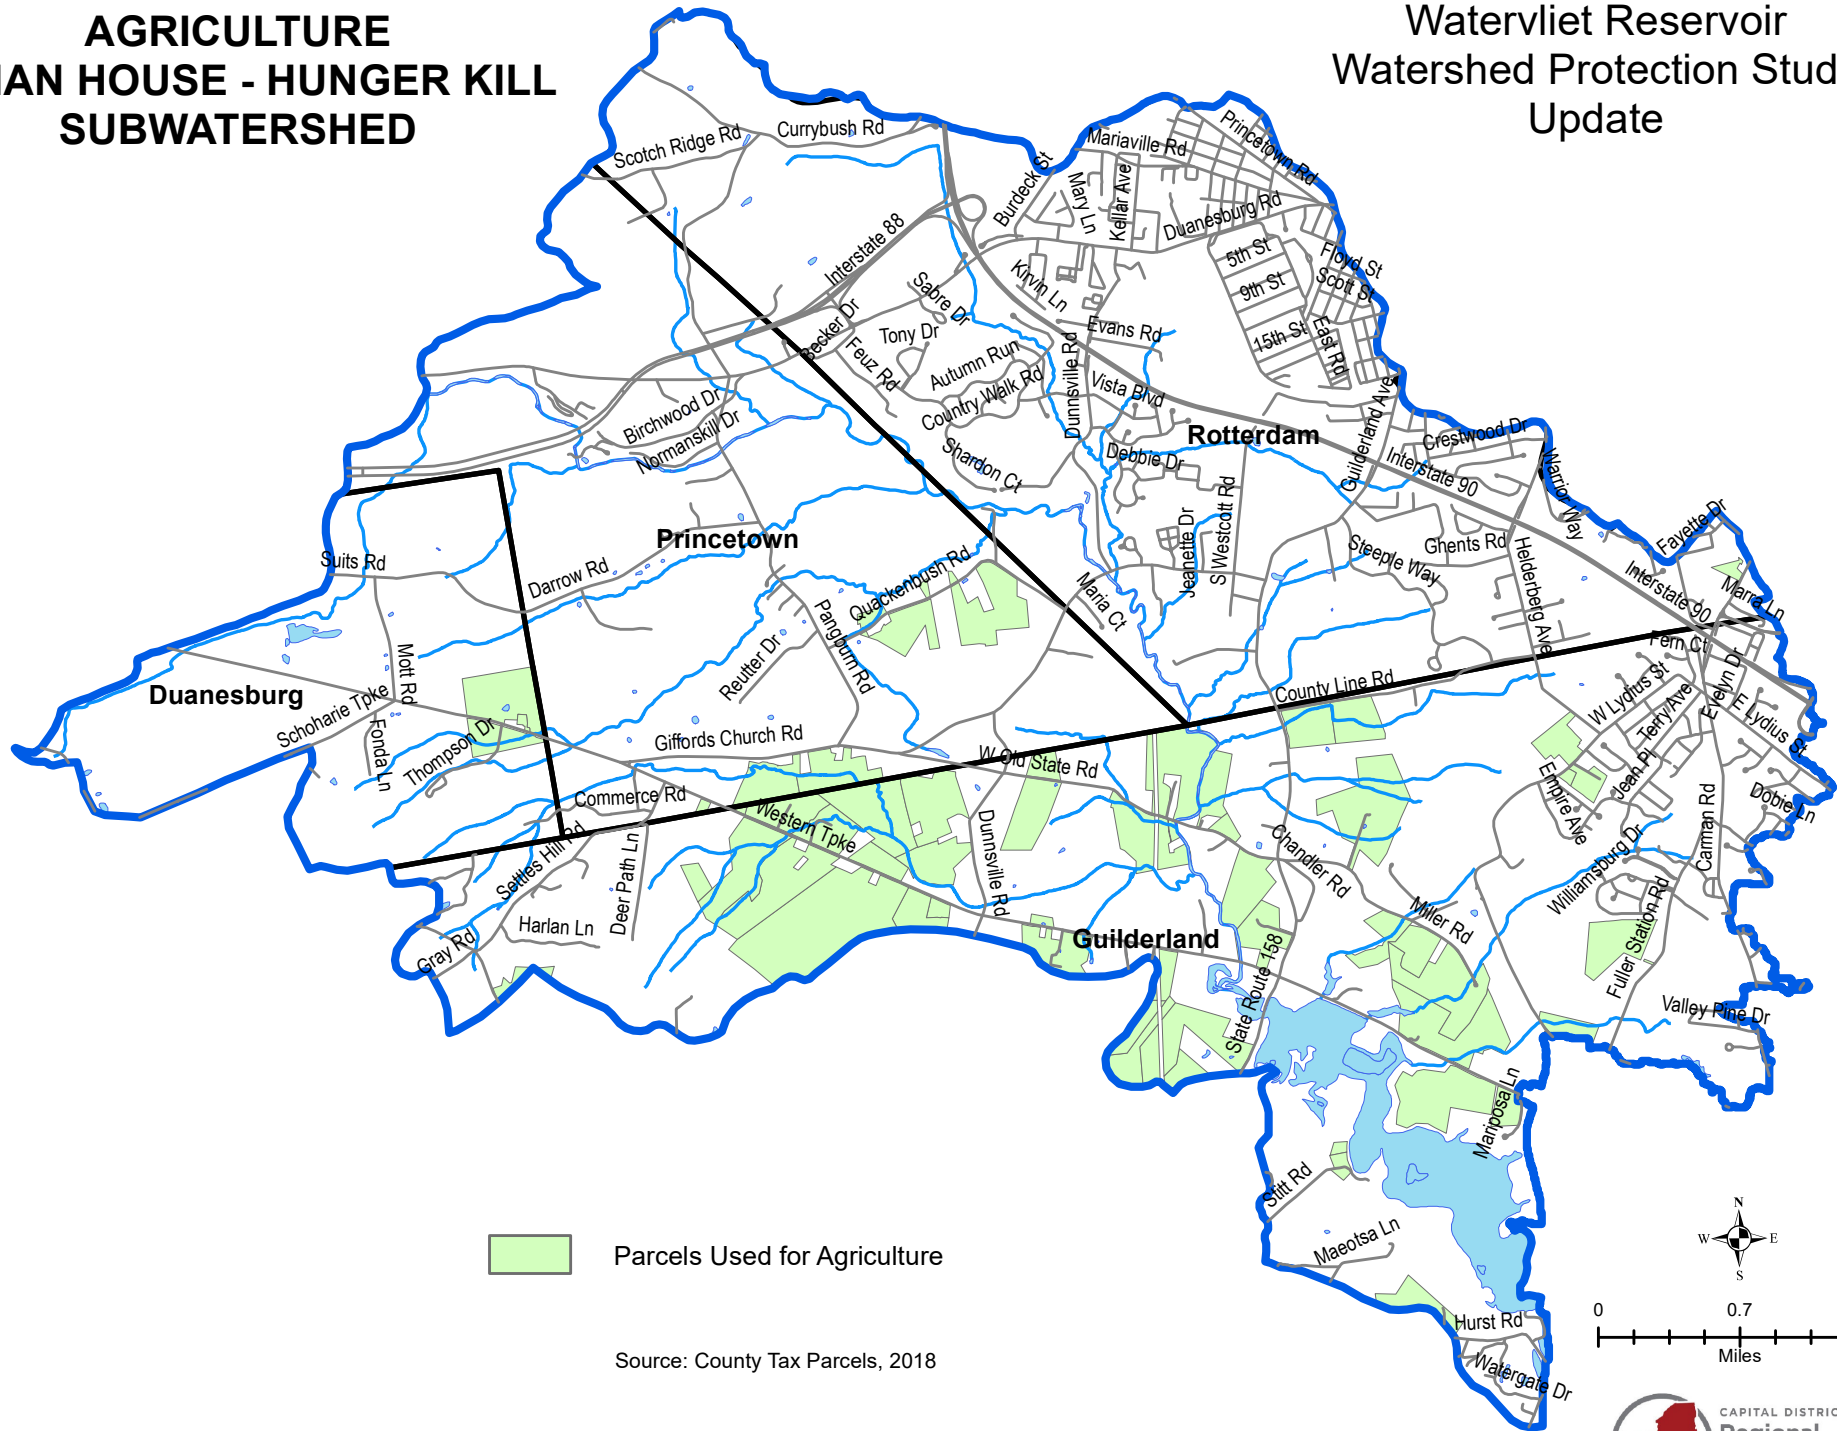 AGRICULTURE
MAN HOUSE - HUNGER KILL
SUBWATERSHED
Watervliet Reservoir
Watershed Protection Stud
Update
Scotch Ridge Rd
Currybush Rd
Mariaville Rd
Princetown Rd
Burdeck St
Mary Ln
Kellar Ave
Duanesburg Rd
Interstate 88
5th St
Floyd St
9th St
Scott St
Kirvin Ln
Sabre Dr
Becker Dr
Tony Dr
Evans Rd
15th St
East Rd
Feuz Rd
Autumn Run
Dunnsville Rd
Country Walk Rd
Vista Blvd
Birchwood Dr
Normanskill Dr
Rotterdam
Guilderland Ave
Crestwood Dr
Shardon Ct
Debbie Dr
Interstate 90
Warrior Way
S Westcott Rd
Jeanette Dr
Fayette Dr
Princetown
Suits Rd
Darrow Rd
Quackenbush Rd
Steeple Way
Ghents Rd
Helderberg Ave
Interstate 90
Marra Ln
Maria Ct
Pangburn Rd
Reutter Dr
Mott Rd
Fern Ct
Duanesburg
Schoharie Tpke
Fonda Ln
Thompson Dr
County Line Rd
W Lydius St
Evelyn Dr
Terry Ave
E Lydius St
Giffords Church Rd
W Old State Rd
Jean Pl
Empire Ave
Commerce Rd
Western Tpke
Dobie Ln
Carman Rd
Settles Hill Rd
Deer Path Ln
Dunnsville Rd
Chandler Rd
Williamsburg Dr
Harlan Ln
Gray Rd
Guilderland
Miller Rd
Fuller Station Rd
State Route 158
Valley Pine Dr
Mariposa Ln
Stitt Rd
Maeotsa Ln
Hurst Rd
Watergate Dr
Parcels Used for Agriculture
Source: County Tax Parcels, 2018
N
W E
S
0 0.7
Miles
CAPITAL DISTRIC
Regional